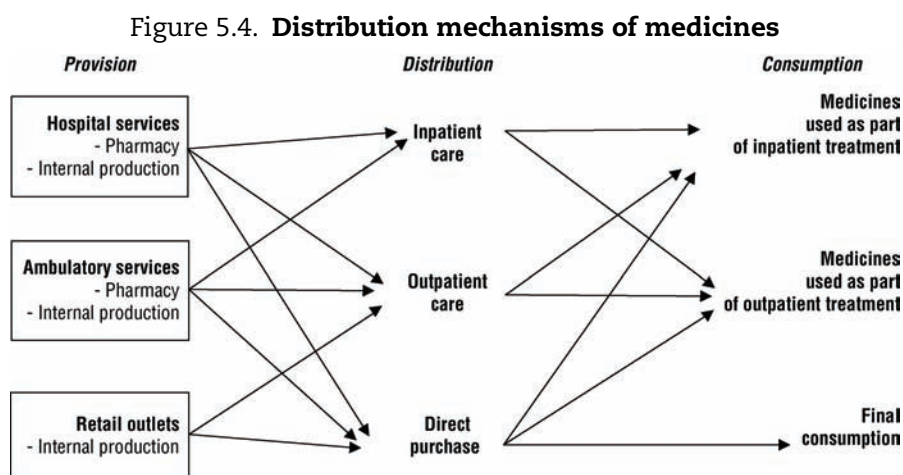 Figure 5.4. Distribution mechanisms of medicines
Provision
Distribution
Consumption
Hospital services
- Pharmacy
- Internal production
Inpatient
care
Medicines
used as part
of inpatient treatment
Ambulatory services
- Pharmacy
- Internal production
Outpatient
care
Medicines
used as part
of outpatient treatment
Retail outlets
- Internal production
Direct
purchase
Final
consumption